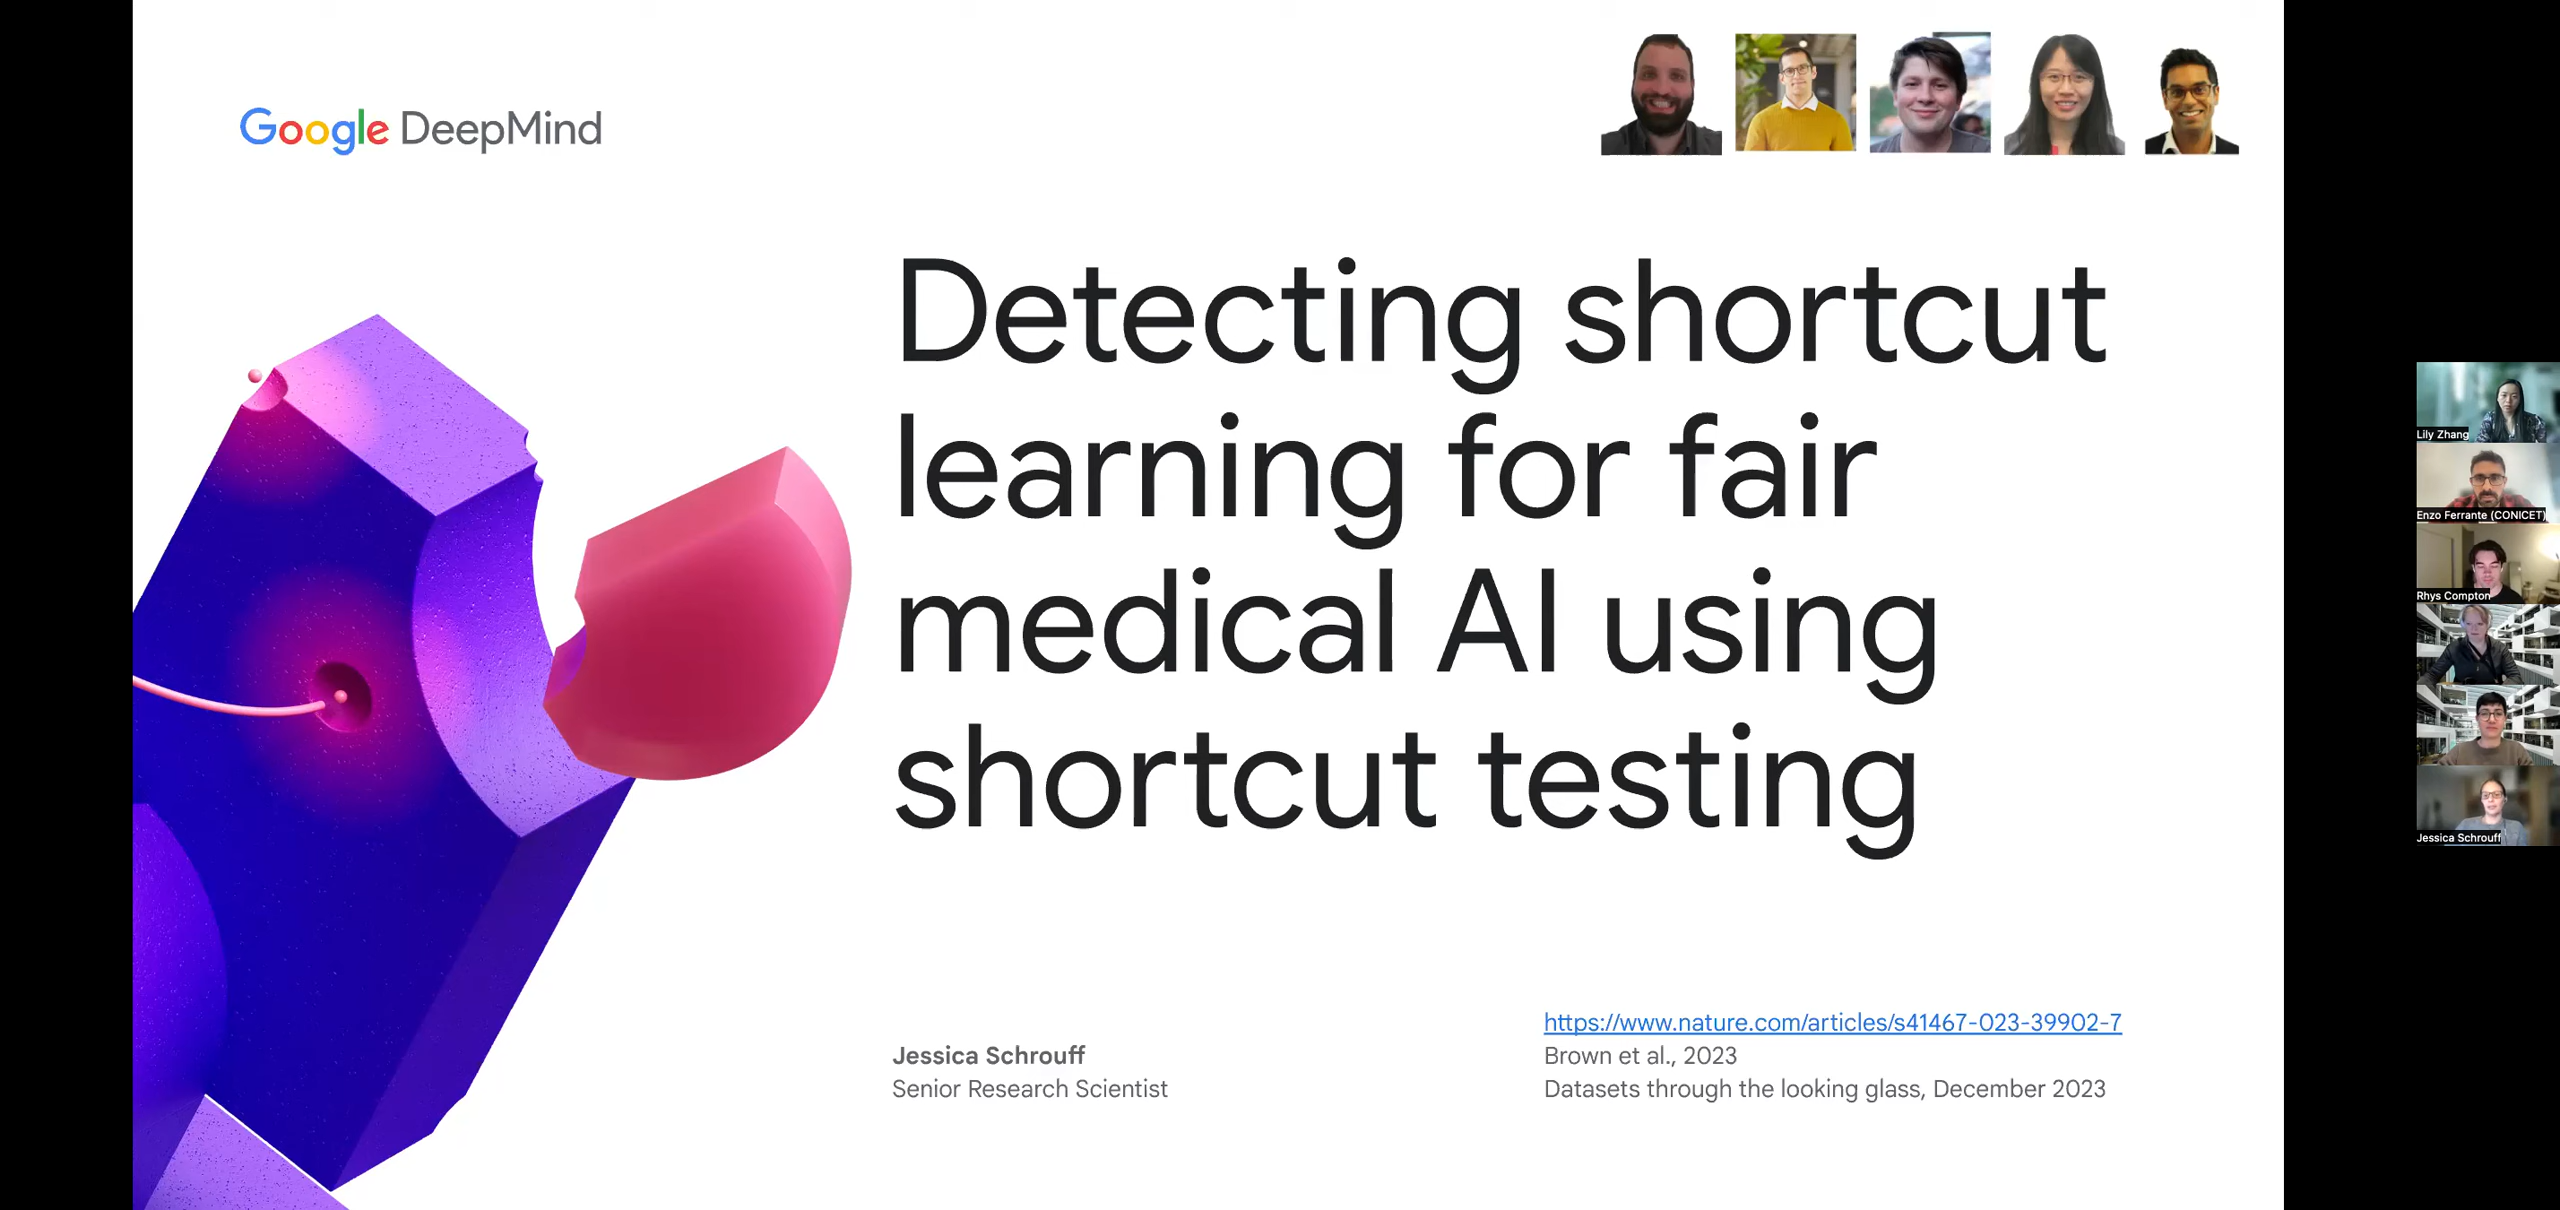 Google DeepMind
Detecting shortcut
learning for fair
medical AI using
shortcut testing
Jessica Schrouff
Senior Research Scientist
https://www.nature.com/articles/s41467-023-39902-7
Brown et al., 2023
Datasets through the looking glass, December 2023
Lily Zhang
Enzo Ferrante (CONICET)
Rhys Compton
Jessica Schrouff